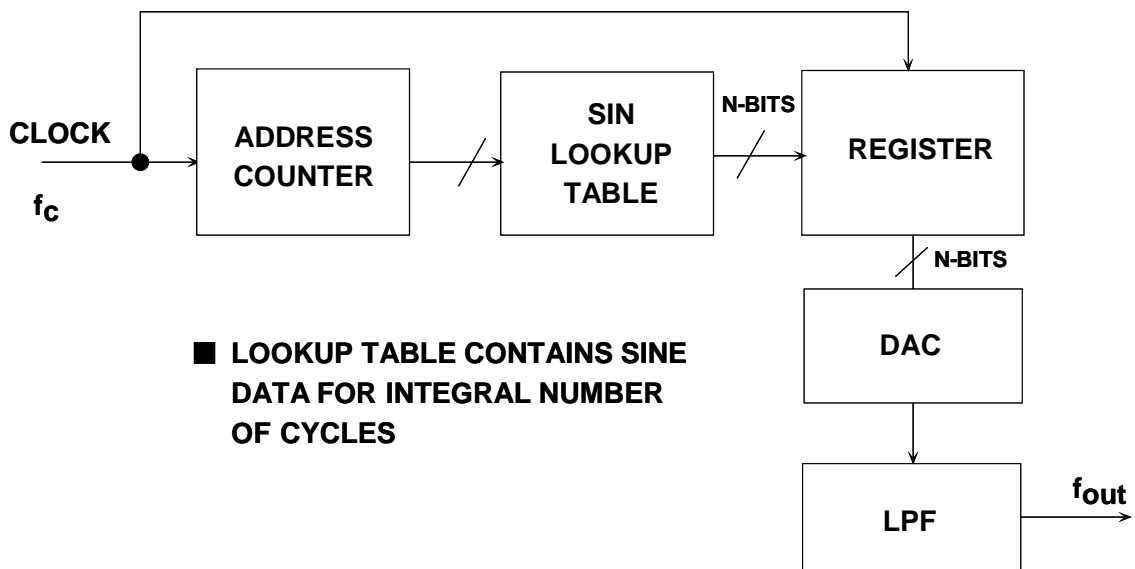 CLOCK
fc
ADDRESS
COUNTER
SIN
LOOKUP
TABLE
N-BITS
REGISTER
N-BITS
DAC
■ LOOKUP TABLE CONTAINS SINE
DATA FOR INTEGRAL NUMBER
OF CYCLES
LPF
fout